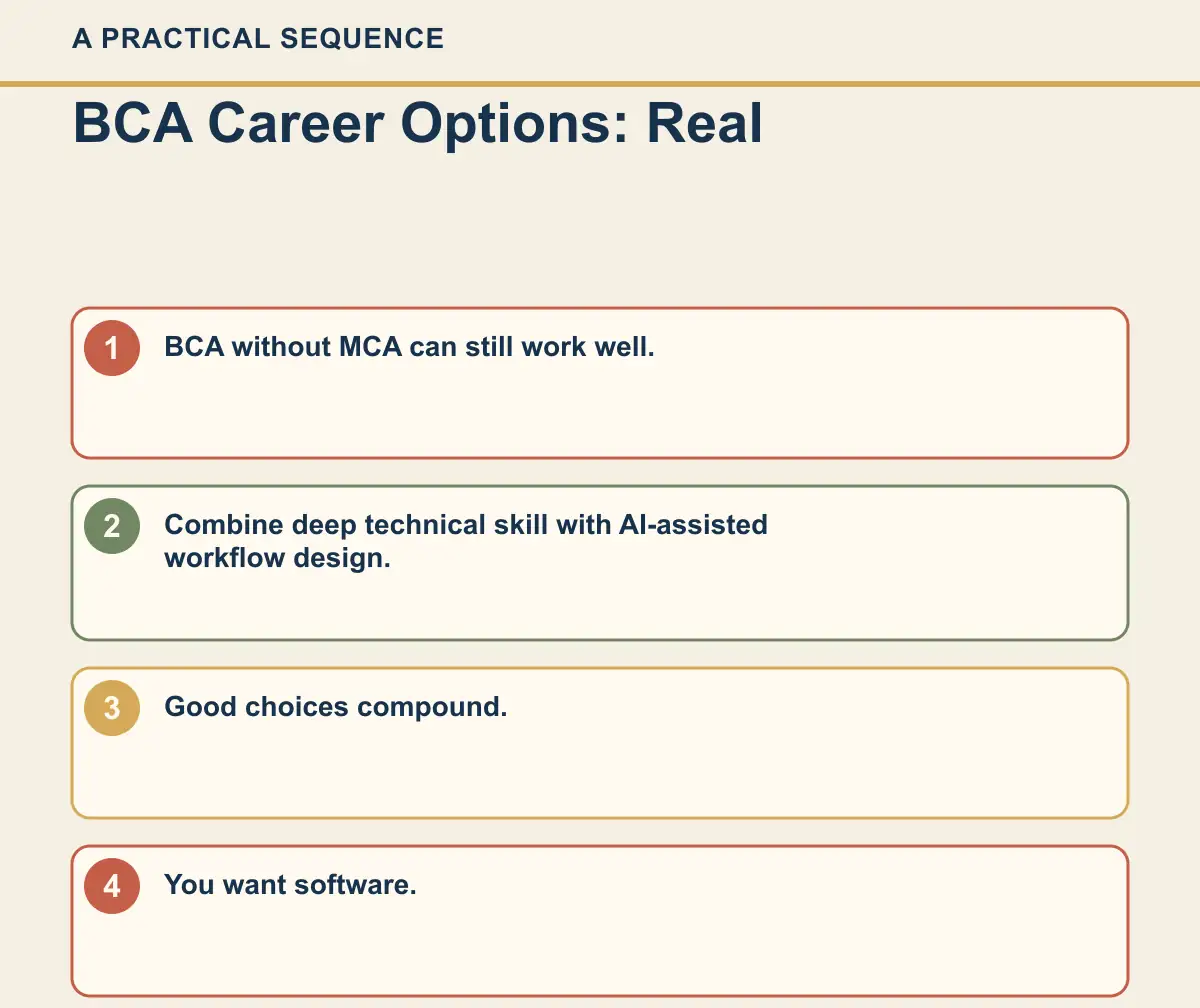 A PRACTICAL SEQUENCE
BCA Career Options: Real
1
BCA without MCA can still work well.
2
Combine deep technical skill with AI-assisted
workflow design.
3
Good choices compound.
4
You want software.